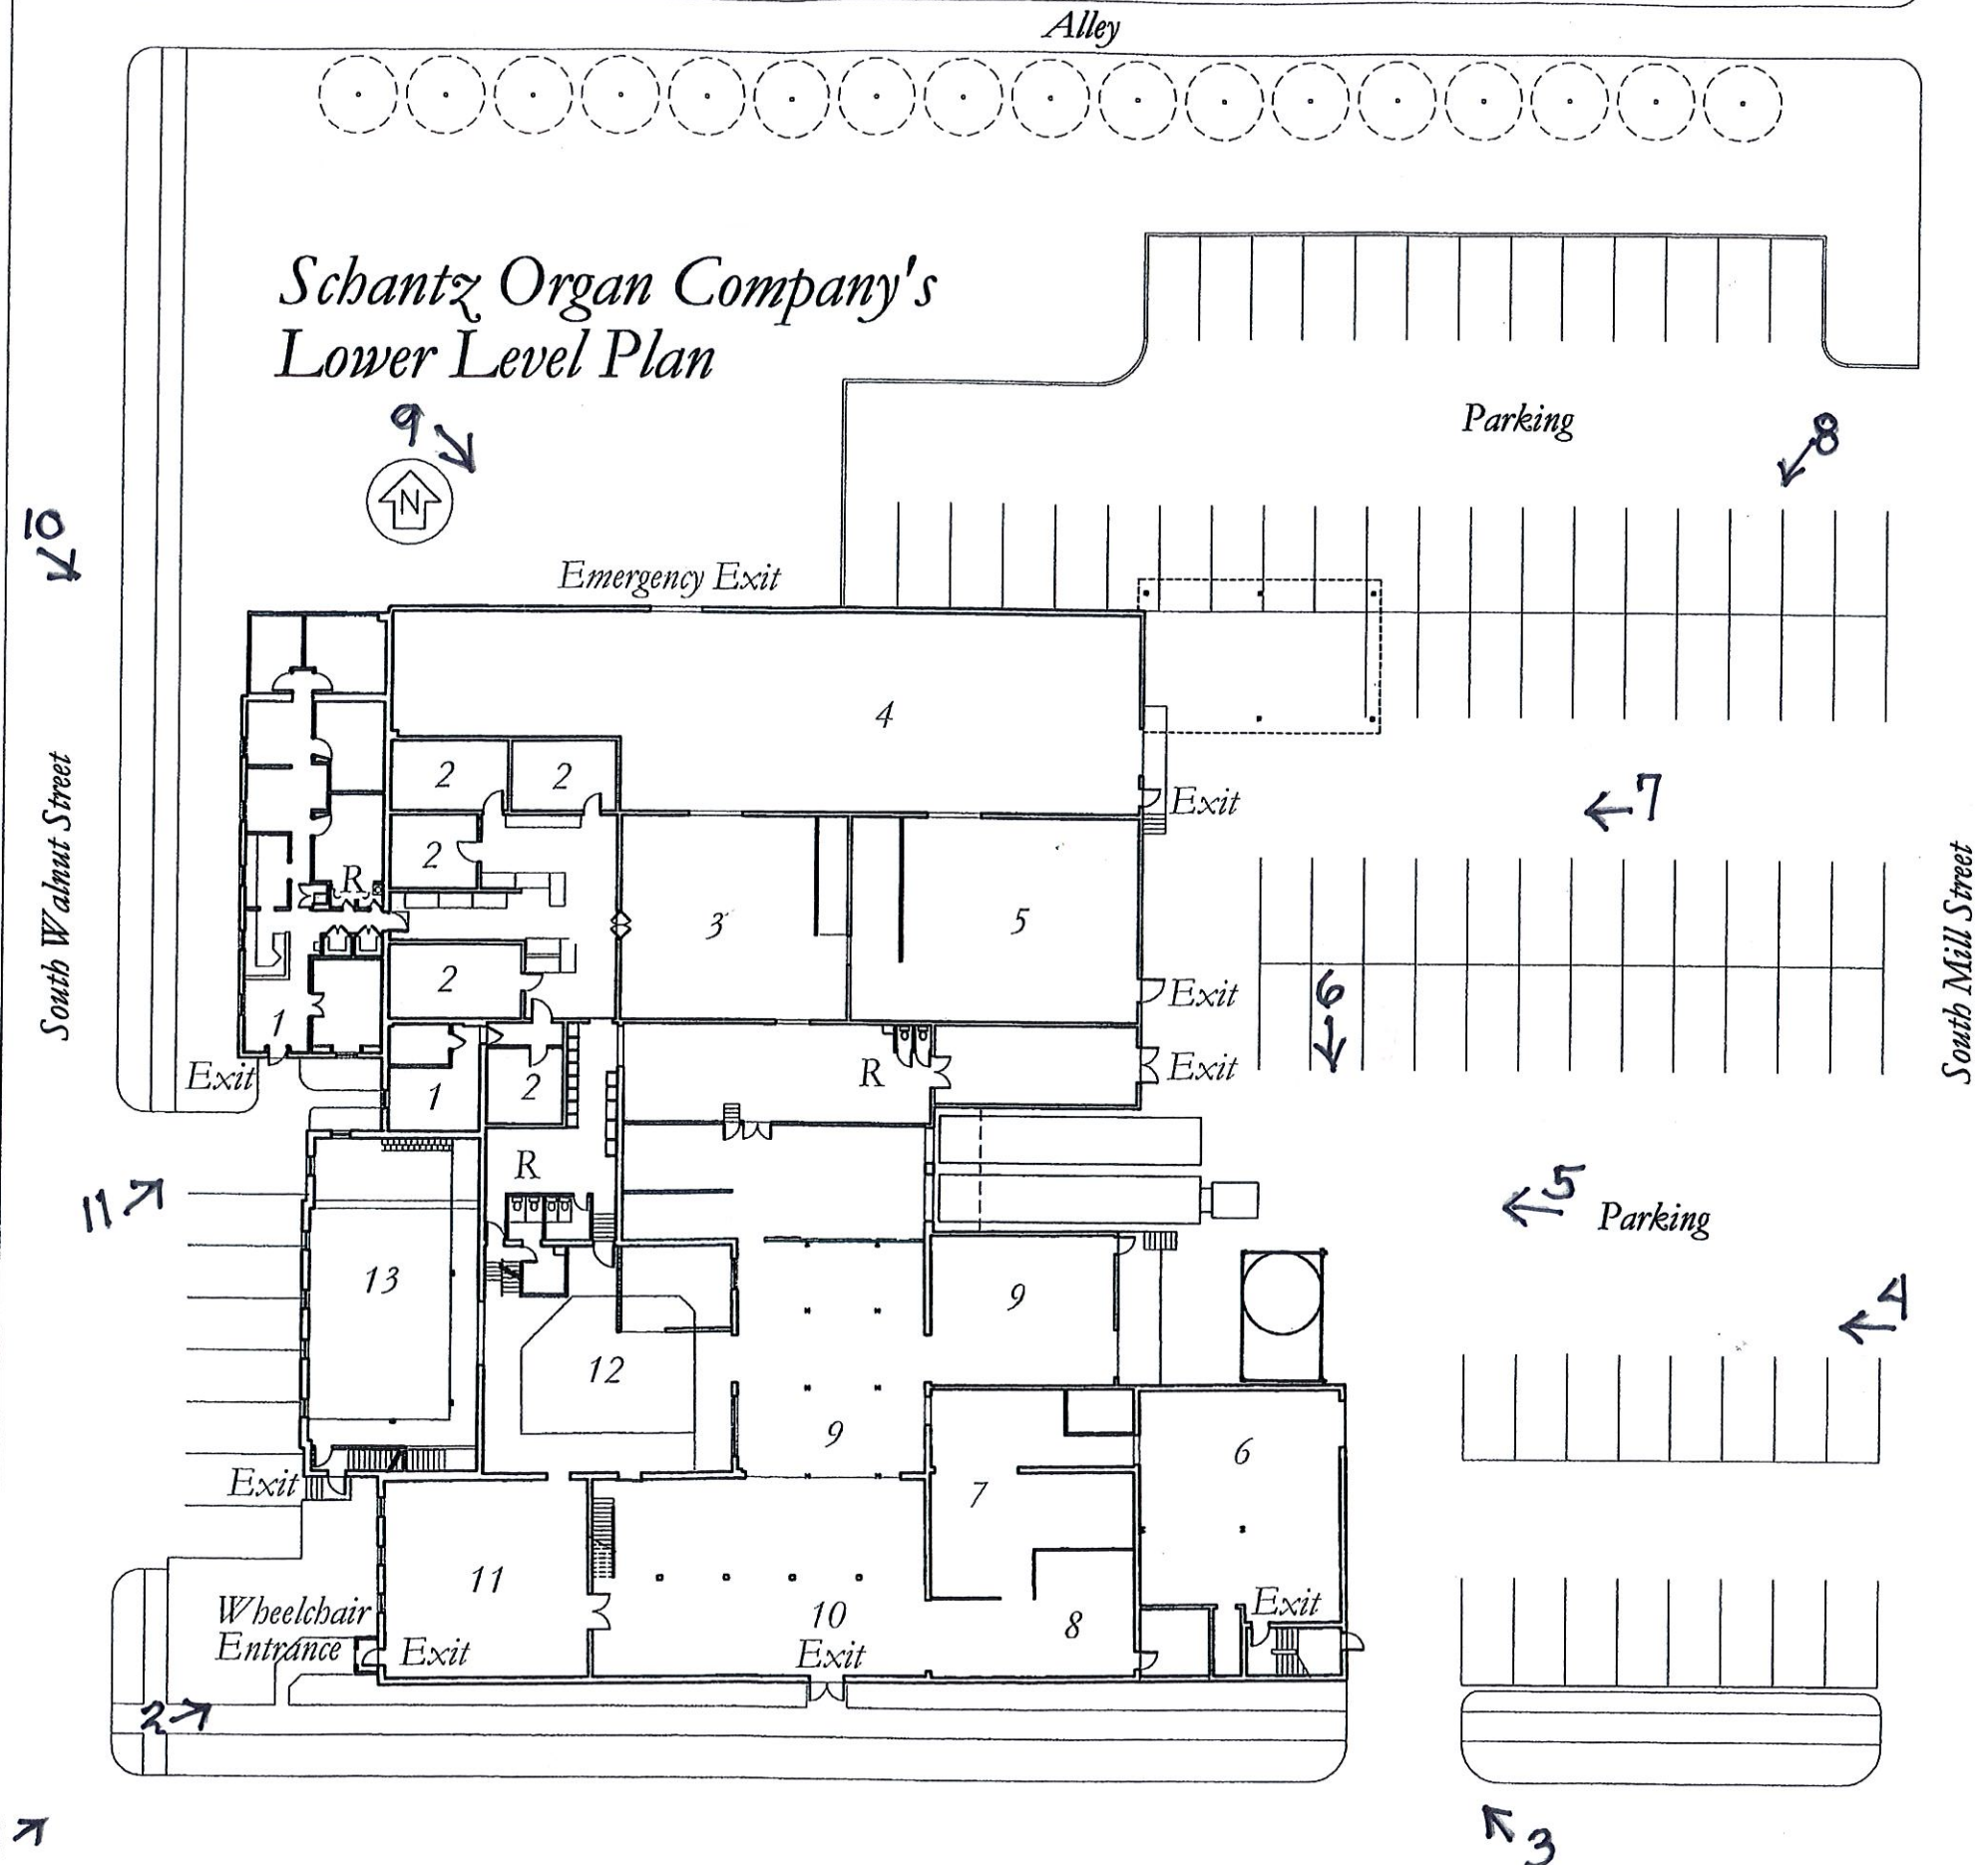 Alley
Schantz Organ Company's
Lower Level Plan
9
N
10
Parking
8
Emergency Exit
South Walnut Street
4
2
2
Exit
7
2
R
3
5
South Mill Street
2
Exit
6
1
Exit
1
2
R
Exit
11
R
5
Parking
13
9
4
12
9
6
Exit
7
11
Exit
Wheelchair
Entrance
Exit
10
Exit
8
2
3